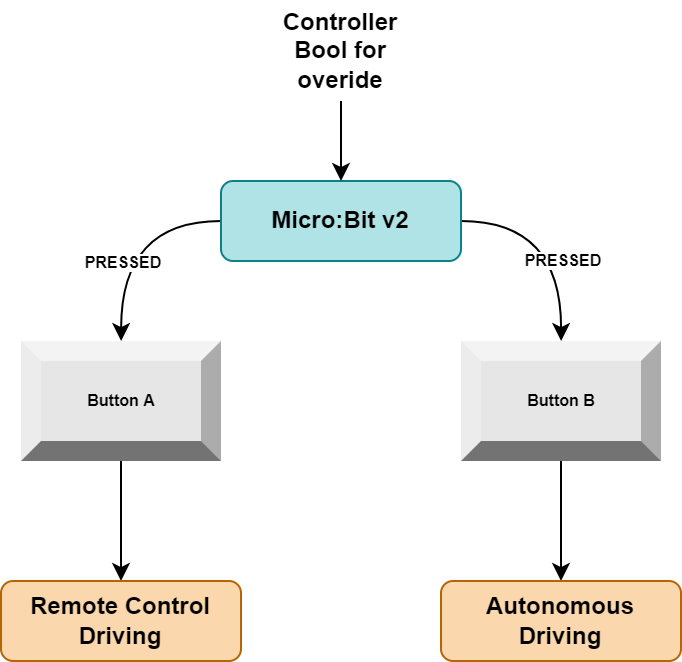 Controller
Bool for
overide
Micro:Bit v2
PRESSED
PRESSED
Button A
Button B
Remote Control
Driving
Autonomous
Driving